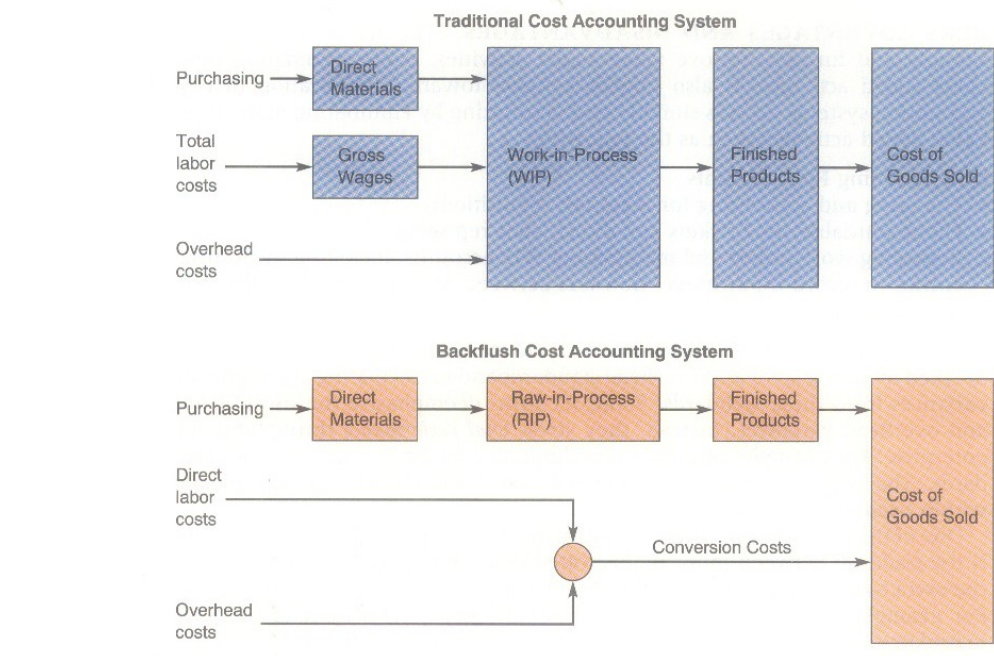 Traditional Cost Accounting System
Purchasing
Direct
Materials
Total
labor
costs
Gross
Wages
Overhead
costs
Work-in-Process
(WIP)
Finished
Products
Cost of
Goods Sold
Backflush Cost Accounting System
Purchasing
Direct
Materials
Raw-in-Process
(RIP)
Finished
Products
Direct
labor
costs
Overhead
costs
Conversion Costs
Cost of
Goods Sold